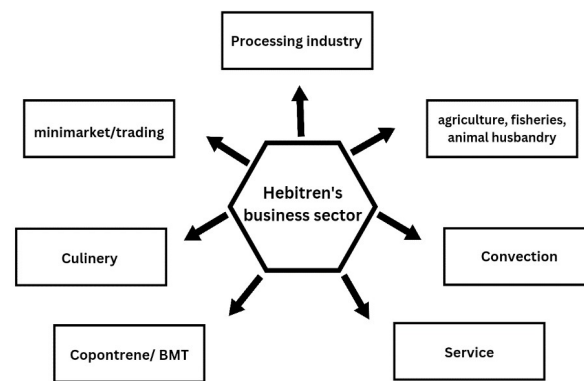 Processing industry
minimarket/trading
agriculture, fisheries,
animal husbandry
Hebitren's
business sector
Culinery
Convection
Copontrene/ BMT
Service